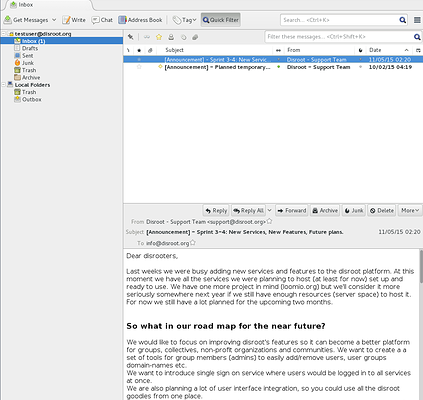 Inbox
Get Messages Write Chat Address Book Tag Quick Filter Search... <Ctrl+K>
testuser@disroot.org
Inbox (1)
Drafts
Sent
Junk
Trash
Archive
Local Folders
Trash
Outbox
Filter these messages... <Ctrl+Shift+K>
Subject From Date
[Announcement] - Sprint 3-4: New Servic... Disroot - Support Team 11/05/15 02:20
[Announcement] - Planned temporary... Disroot - Support Team 10/02/15 04:19
Reply Reply All Forward Archive Junk Delete More
From Disroot - Support Team <support@disroot.org>
Subject [Announcement] - Sprint 3-4: New Services, New Features, Future plans. 11/05/15 02:20
To info@disroot.org
Dear disrooters,
Last weeks we were busy adding new services and features to the disroot platform. At this
moment we have all the services we were planning to host (at least for now) set up and
ready to use. We have one more project in mind (loomio.org) but we'll consider it more
seriously somewhere next year if we still have enough resources (server space) to host it.
For now we still have a lot planned for the upcoming two months.
So what in our road map for the near future?
We would like to focus on improving disroot's features so it can become a better platform
for groups, collectives, non-profit organizations and communities. We want to create a a
set of tools for group members (admins) to easily add/remove users, user groups
domain-names etc.
We want to introduce single sign on service where users would be logged in to all services
at once.
We are also planning a lot of user interface integration, so you could use all the disroot
goodies from one place.